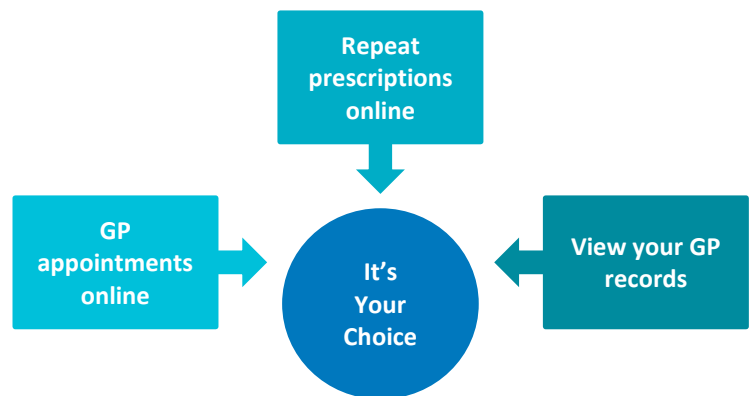 Repeat
prescriptions
online
GP
appointments
online
It’s
Your
Choice
View your GP
records